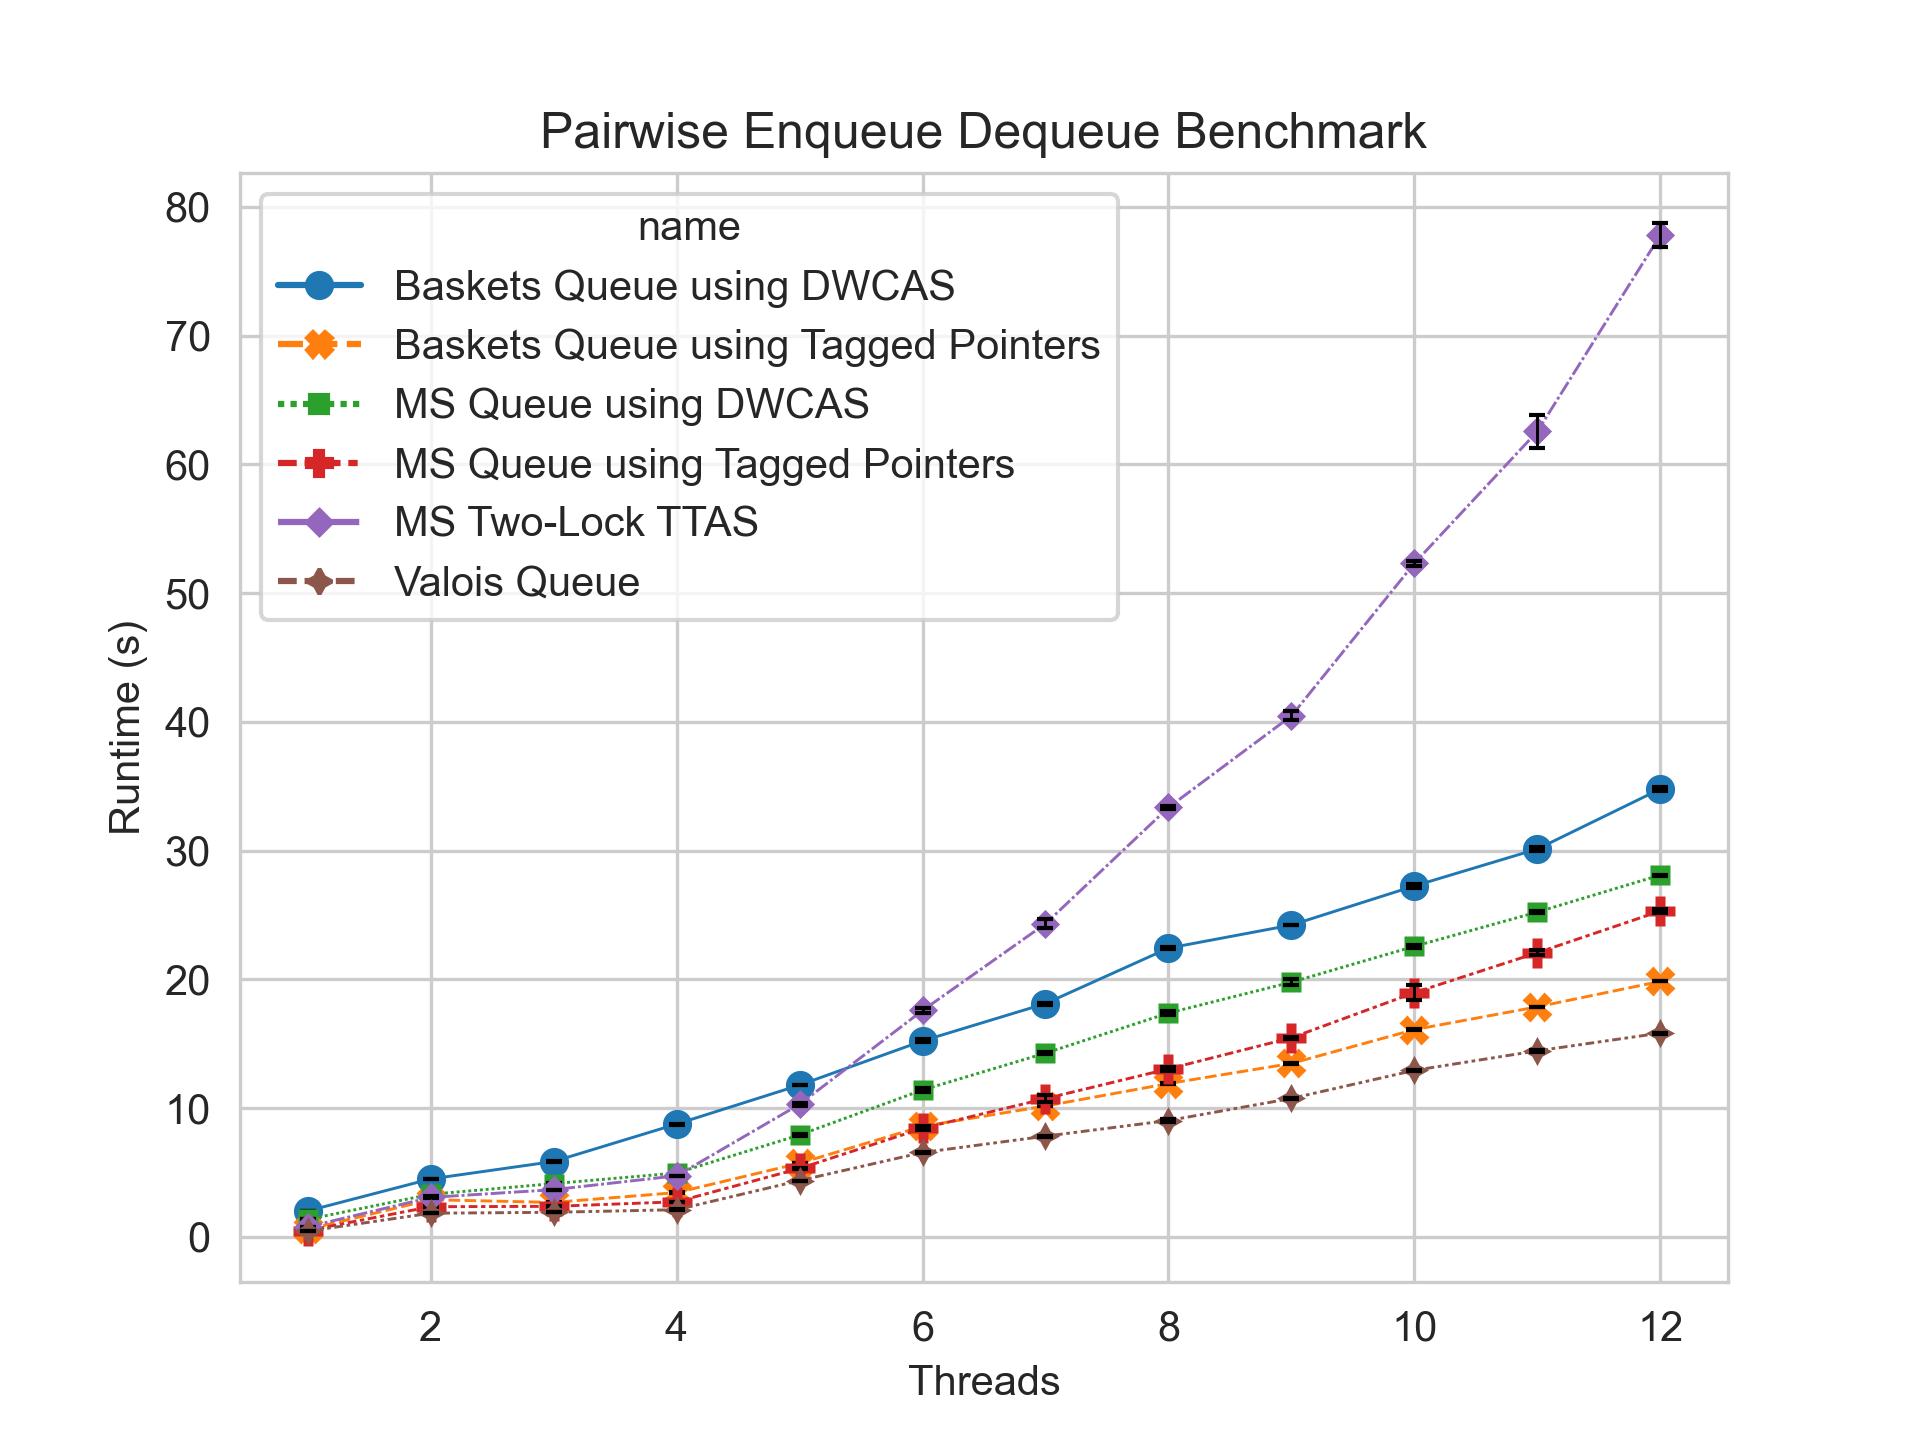 Pairwise Enqueue Dequeue Benchmark
name
Baskets Queue using DWCAS
Baskets Queue using Tagged Pointers
MS Queue using DWCAS
MS Queue using Tagged Pointers
MS Two-Lock TTAS
Valois Queue
Runtime (s)
80
70
60
50
40
30
20
10
0
2 4 6 8 10 12
Threads